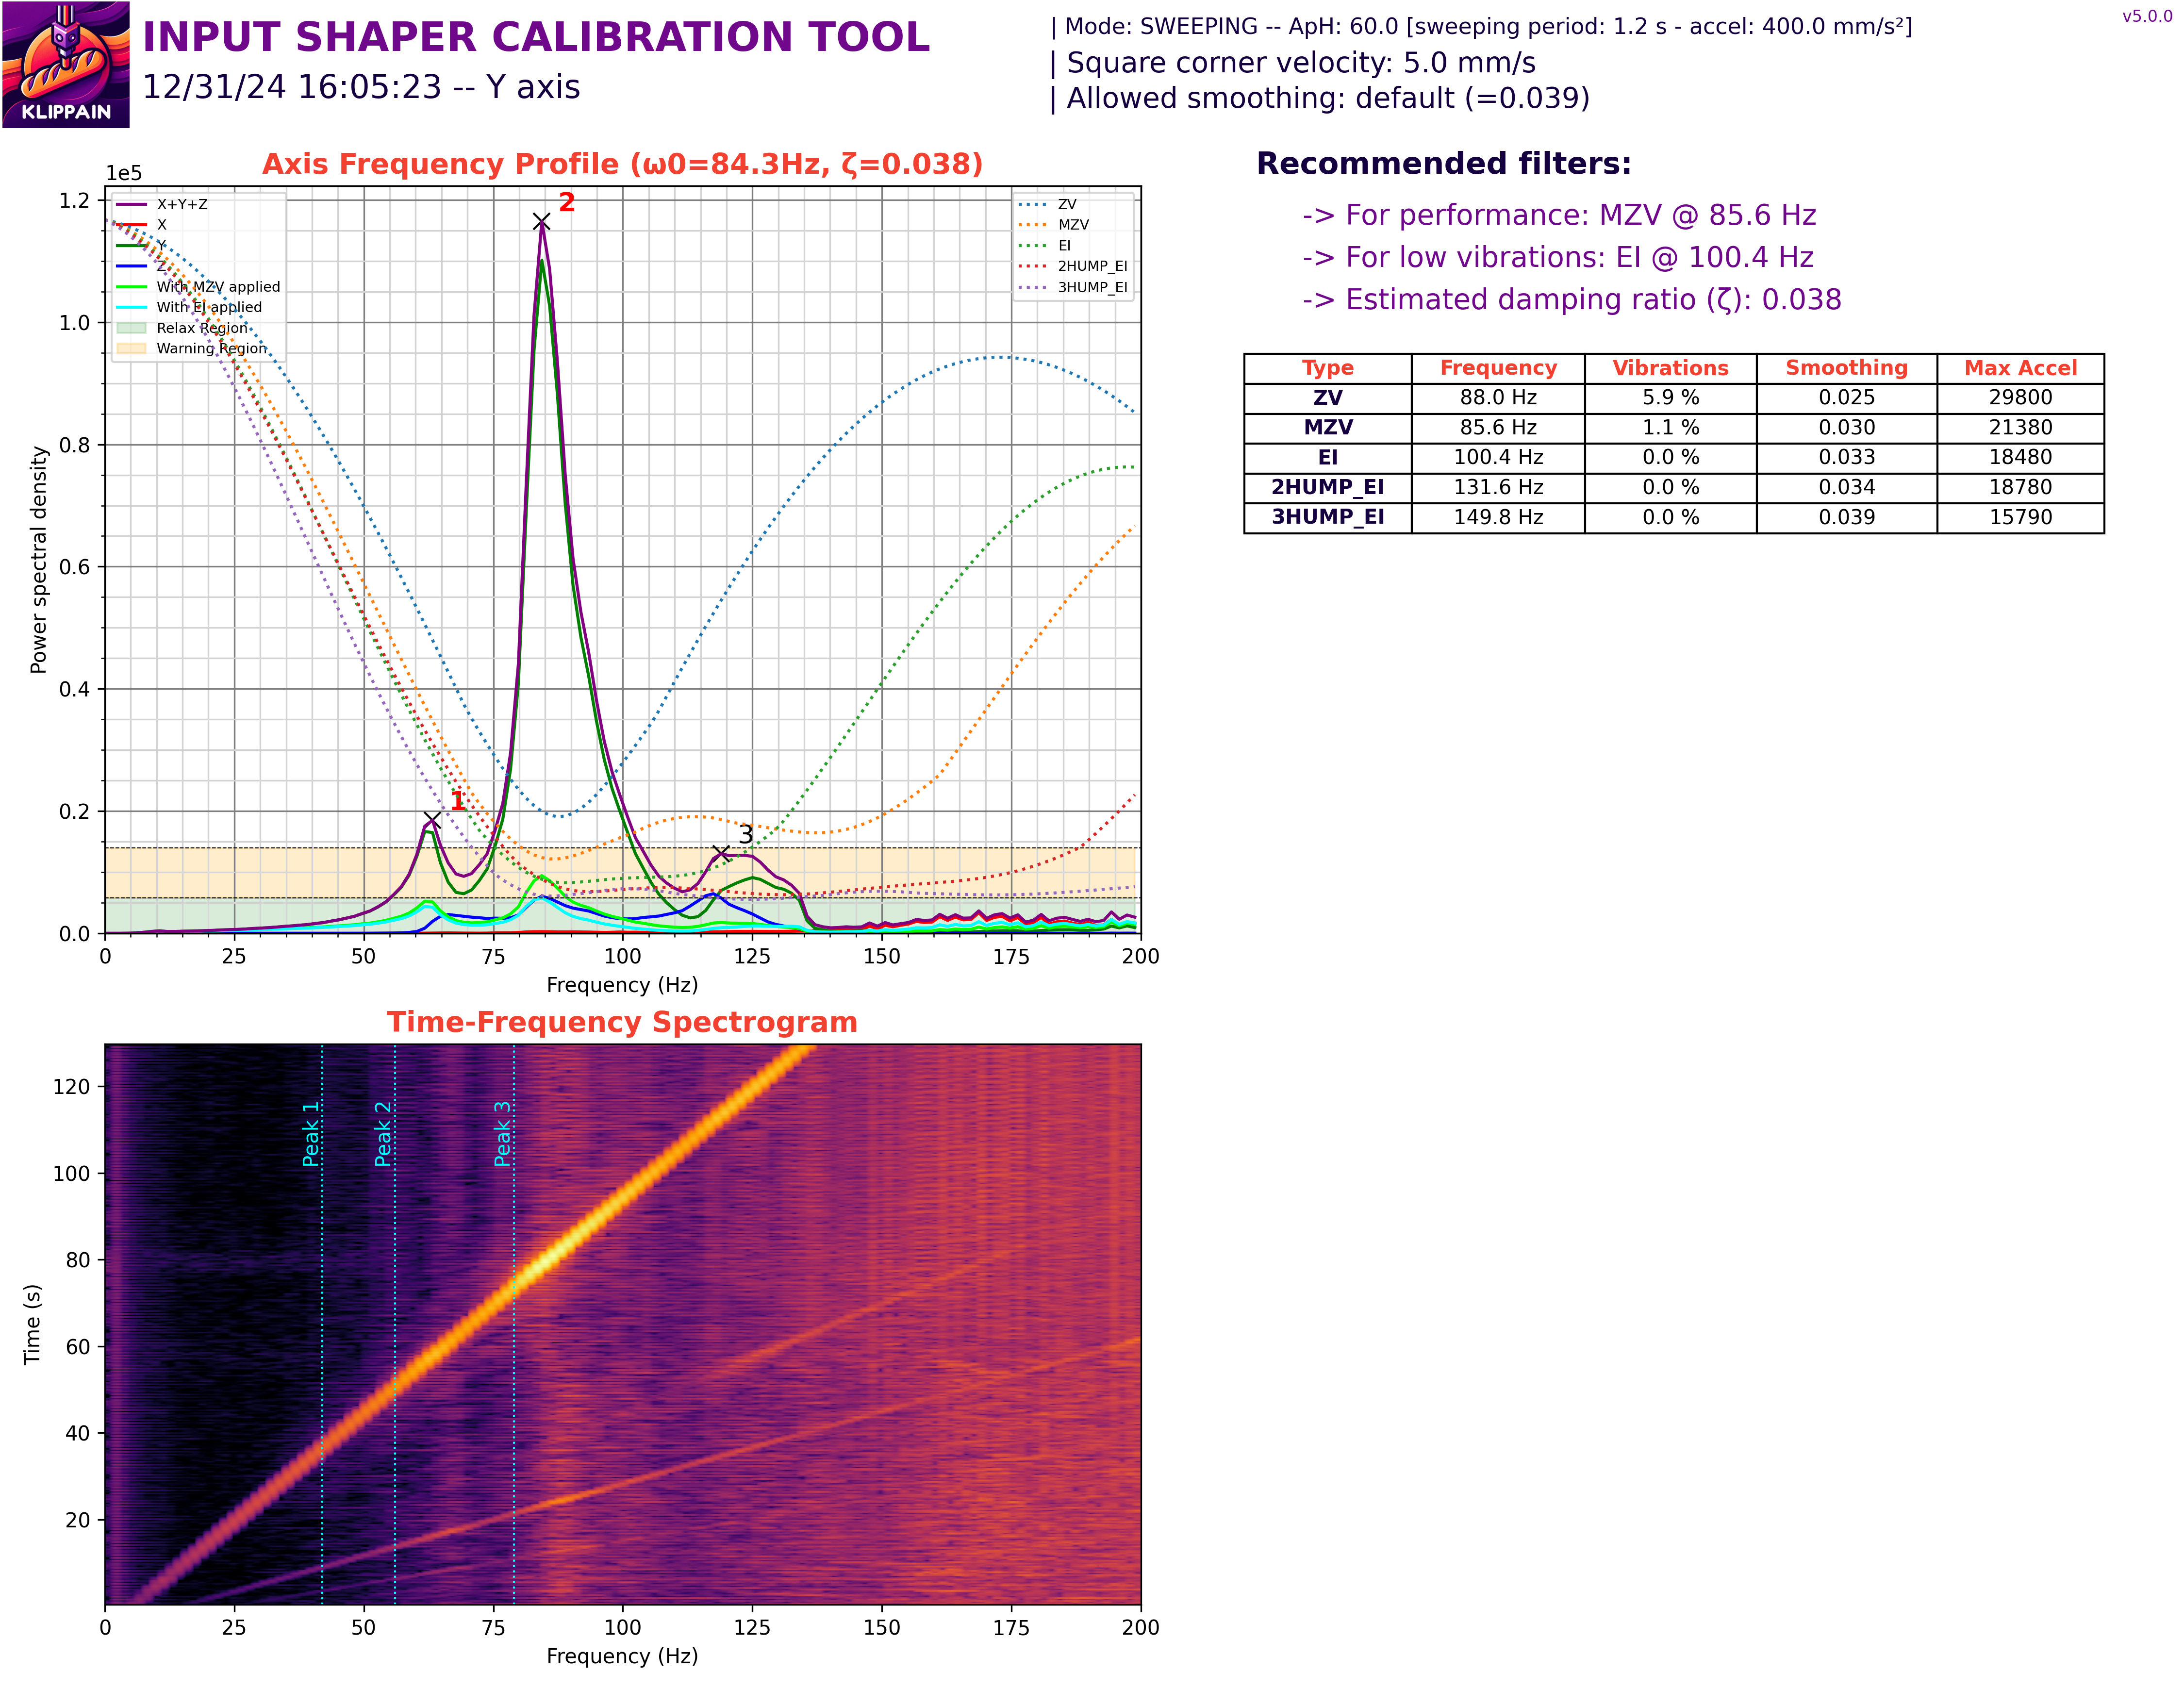 KLIPPAIN
INPUT SHAPER CALIBRATION TOOL
12/31/24 16:05:23 -- Y axis
| Mode: SWEEPING -- ApH: 60.0 [sweeping period: 1.2 s - accel: 400.0 mm/s²]
| Square corner velocity: 5.0 mm/s
| Allowed smoothing: default (=0.039)
v5.0.0
Axis Frequency Profile (ω0=84.3Hz, ζ=0.038)
1e5
1.2
1.0
0.8
0.6
0.4
0.2
0.0
Power spectral density
X+Y+Z
X
Y
Z
With MZV applied
With EI applied
Relax Region
Warning Region
ZV
MZV
EI
2HUMP_EI
3HUMP_EI
1
2
3
0 25 50 75 100 125 150 175 200
Frequency (Hz)
Recommended filters:
-> For performance: MZV @ 85.6 Hz
-> For low vibrations: EI @ 100.4 Hz
-> Estimated damping ratio (ζ): 0.038
Type Frequency Vibrations Smoothing Max Accel
ZV 88.0 Hz 5.9 % 0.025 29800
MZV 85.6 Hz 1.1 % 0.030 21380
EI 100.4 Hz 0.0 % 0.033 18480
2HUMP_EI 131.6 Hz 0.0 % 0.034 18780
3HUMP_EI 149.8 Hz 0.0 % 0.039 15790
Time-Frequency Spectrogram
120
100
80
60
40
20
Time (s)
Peak 1
Peak 2
Peak 3
0 25 50 75 100 125 150 175 200
Frequency (Hz)